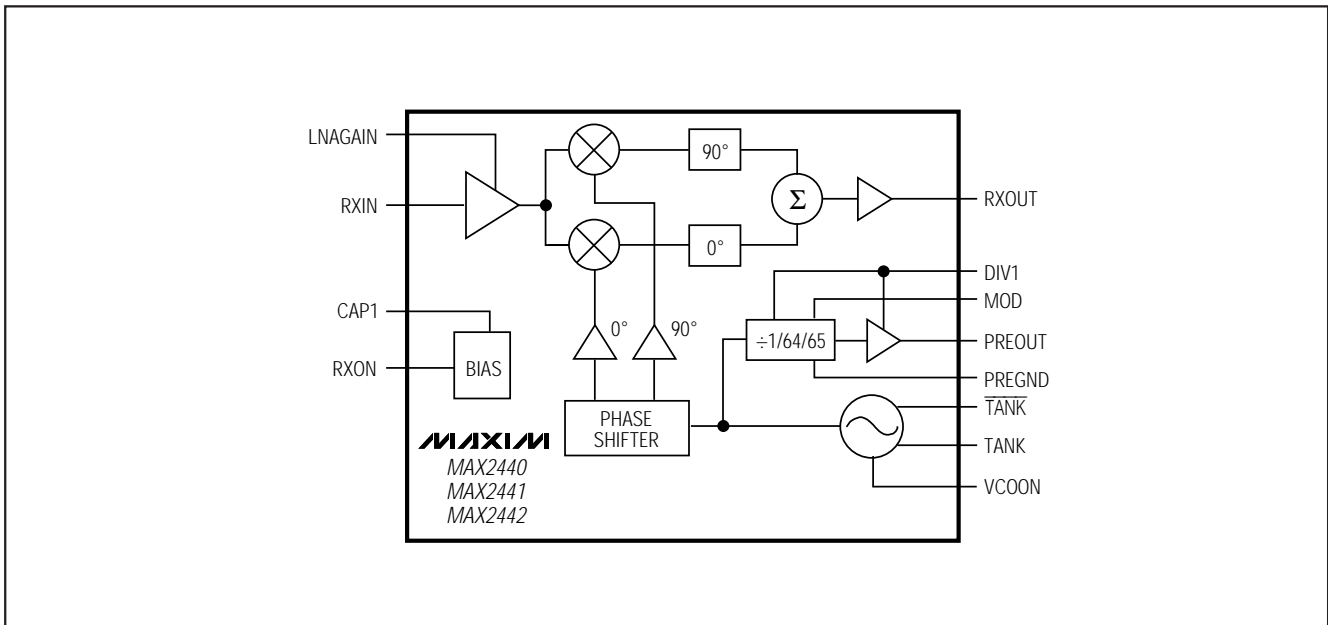 LNAGAIN
RXIN
CAP1
RXON
90°
0°
Σ
0°
90°
BIAS
PHASE
SHIFTER
÷1/64/65
RXOUT
DIV1
MOD
PREOUT
PREGND
TANK
TANK
VCOON
MAXIM
MAX2440
MAX2441
MAX2442